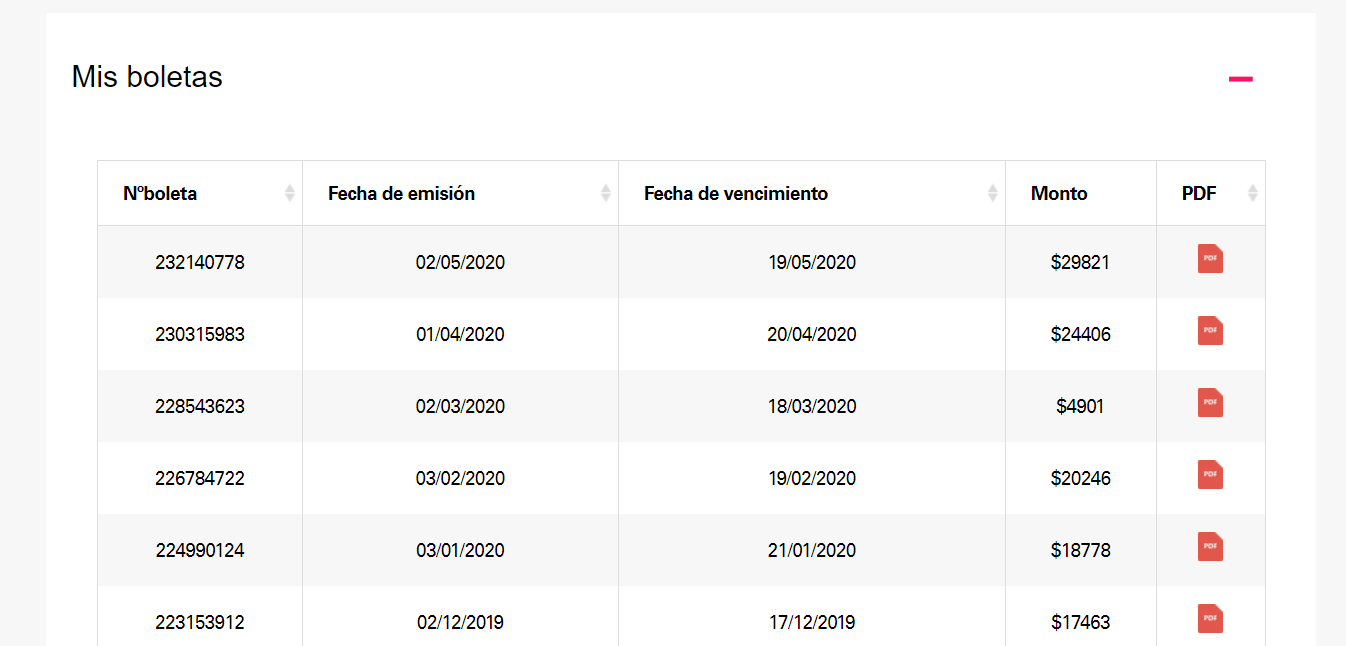 Mis boletas
Nºboleta Fecha de emisión Fecha de vencimiento Monto PDF
232140778 02/05/2020 19/05/2020 $29821 PDF
230315983 01/04/2020 20/04/2020 $24406 PDF
228543623 02/03/2020 18/03/2020 $4901 PDF
226784722 03/02/2020 19/02/2020 $20246 PDF
224990124 03/01/2020 21/01/2020 $18778 PDF
223153912 02/12/2019 17/12/2019 $17463 PDF